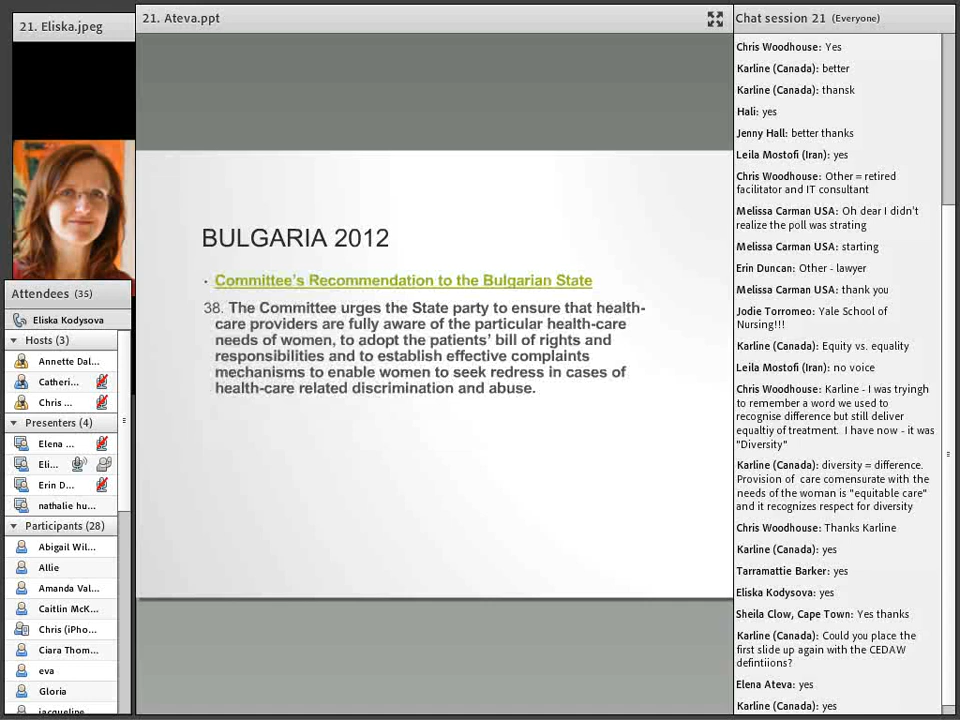 21. Eliska.jpeg
Attendees (35)
Eliska Kodysova
Hosts (3)
Annette Dal...
Catheri...
Chris ...
Presenters (4)
Elena ...
Eli...
Erin D...
nathalie hu...
Participants (28)
Abigail Wil...
Allie
Amanda Val...
Caitlin McK...
Chris (iPho...
Ciara Thom...
eva
Gloria
jacqueline
21. Ateva.ppt
BULGARIA 2012
• Committee's Recommendation to the Bulgarian State
38. The Committee urges the State party to ensure that health-
care providers are fully aware of the particular health-care
needs of women, to adopt the patients' bill of rights and
responsibilities and to establish effective complaints
mechanisms to enable women to seek redress in cases of
health-care related discrimination and abuse.
Chat session 21 (Everyone)
Chris Woodhouse: Yes
Karline (Canada): better
Karline (Canada): thansk
Hali: yes
Jenny Hall: better thanks
Leila Mostofi (Iran): yes
Chris Woodhouse: Other = retired
facilitator and IT consultant
Melissa Carman USA: Oh dear I didn't
realize the poll was strating
Melissa Carman USA: starting
Erin Duncan: Other - lawyer
Melissa Carman USA: thank you
Jodie Torromeo: Yale School of
Nursing!!!
Karline (Canada): Equity vs. equality
Leila Mostofi (Iran): no voice
Chris Woodhouse: Karline - I was tryingh
to remember a word we used to
recognise difference but still deliver
equaltiy of treatment.  I have now - it was
"Diversity"
Karline (Canada): diversity = difference.
Provision of  care comensurate with the
needs of the woman is "equitable care"
and it recognizes respect for diversity
Chris Woodhouse: Thanks Karline
Karline (Canada): yes
Tarramattie Barker: yes
Eliska Kodysova: yes
Sheila Clow, Cape Town: Yes thanks
Karline (Canada): Could you place the
first slide up again with the CEDAW
defintiions?
Elena Ateva: yes
Karline (Canada): yes